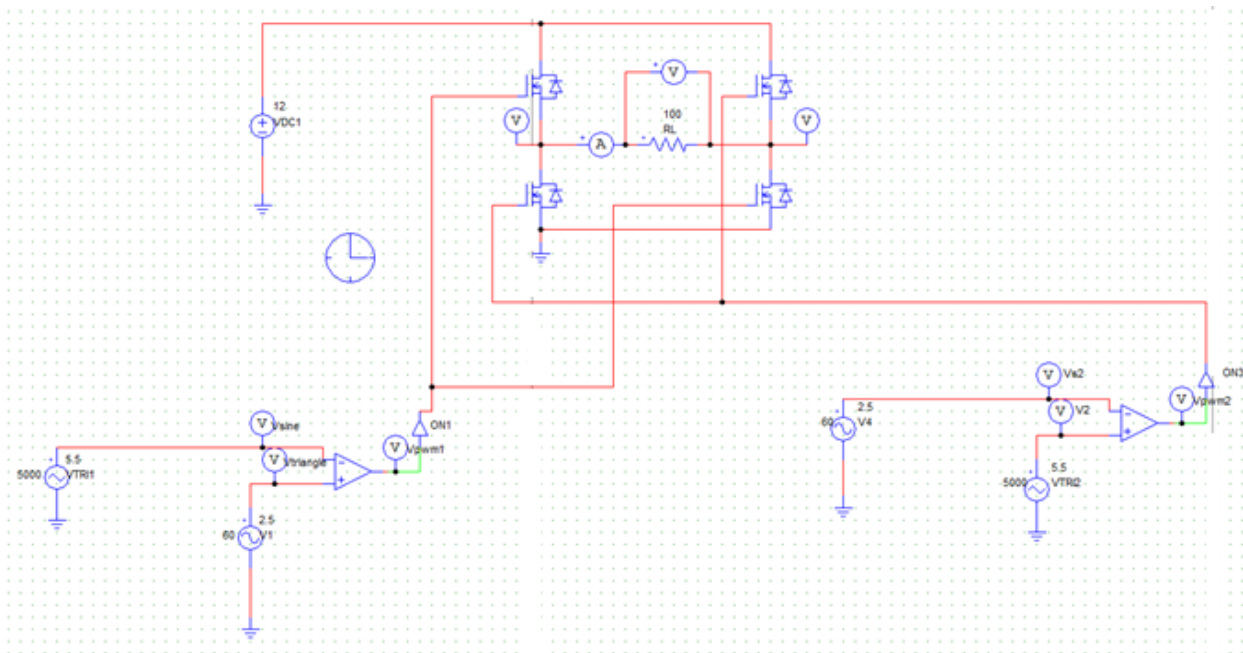 12
VDC1
V
V
100
RL
V
A
Vs2
ON3
V
V
Vpwm2
2.5
V
V2
60
V4
ON1
Vsine
V
V
Vpwm1
5.5
V
Vtriangle
5000
VTRI1
5.5
5000
VTRI2
2.5
60
V1